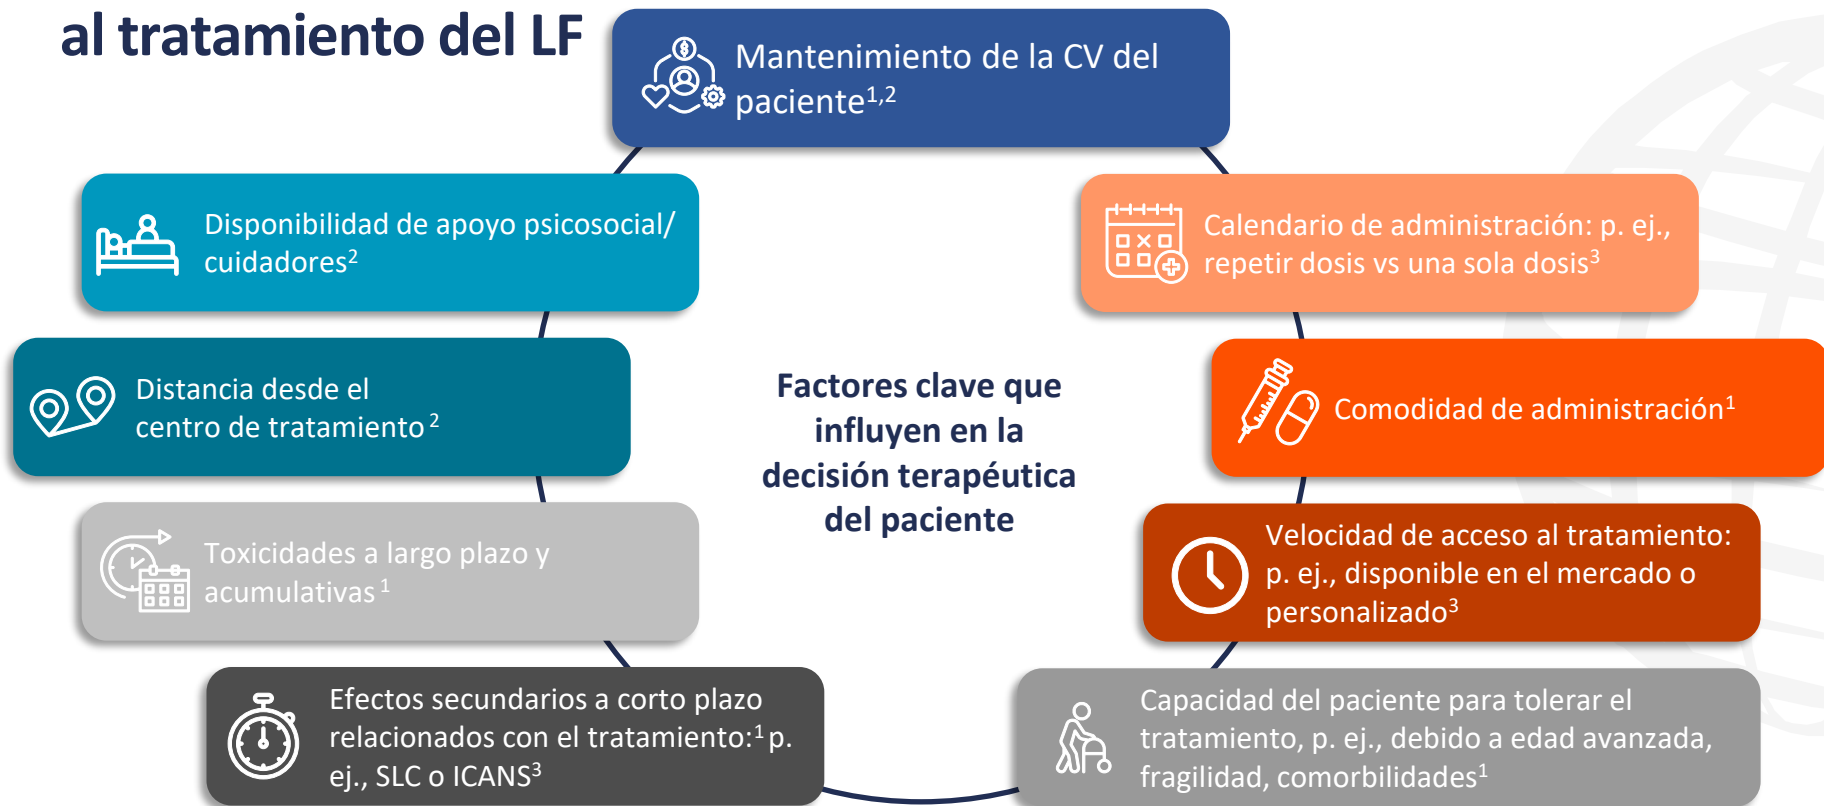 al tratamiento del LF
Mantenimiento de la CV del
paciente1,2
Disponibilidad de apoyo psicosocial/
cuidadores2
Calendario de administración: p. ej.,
repetir dosis vs una sola dosis3
Distancia desde el
centro de tratamiento2
Factores clave que
influyen en la
decisión terapéutica
del paciente
Comodidad de administración1
Toxicidades a largo plazo y
acumulativas1
Velocidad de acceso al tratamiento:
p. ej., disponible en el mercado o
personalizado3
Efectos secundarios a corto plazo
relacionados con el tratamiento:1 p.
ej., SLC o ICANS3
Capacidad del paciente para tolerar el
tratamiento, p. ej., debido a edad avanzada,
fragilidad, comorbilidades1